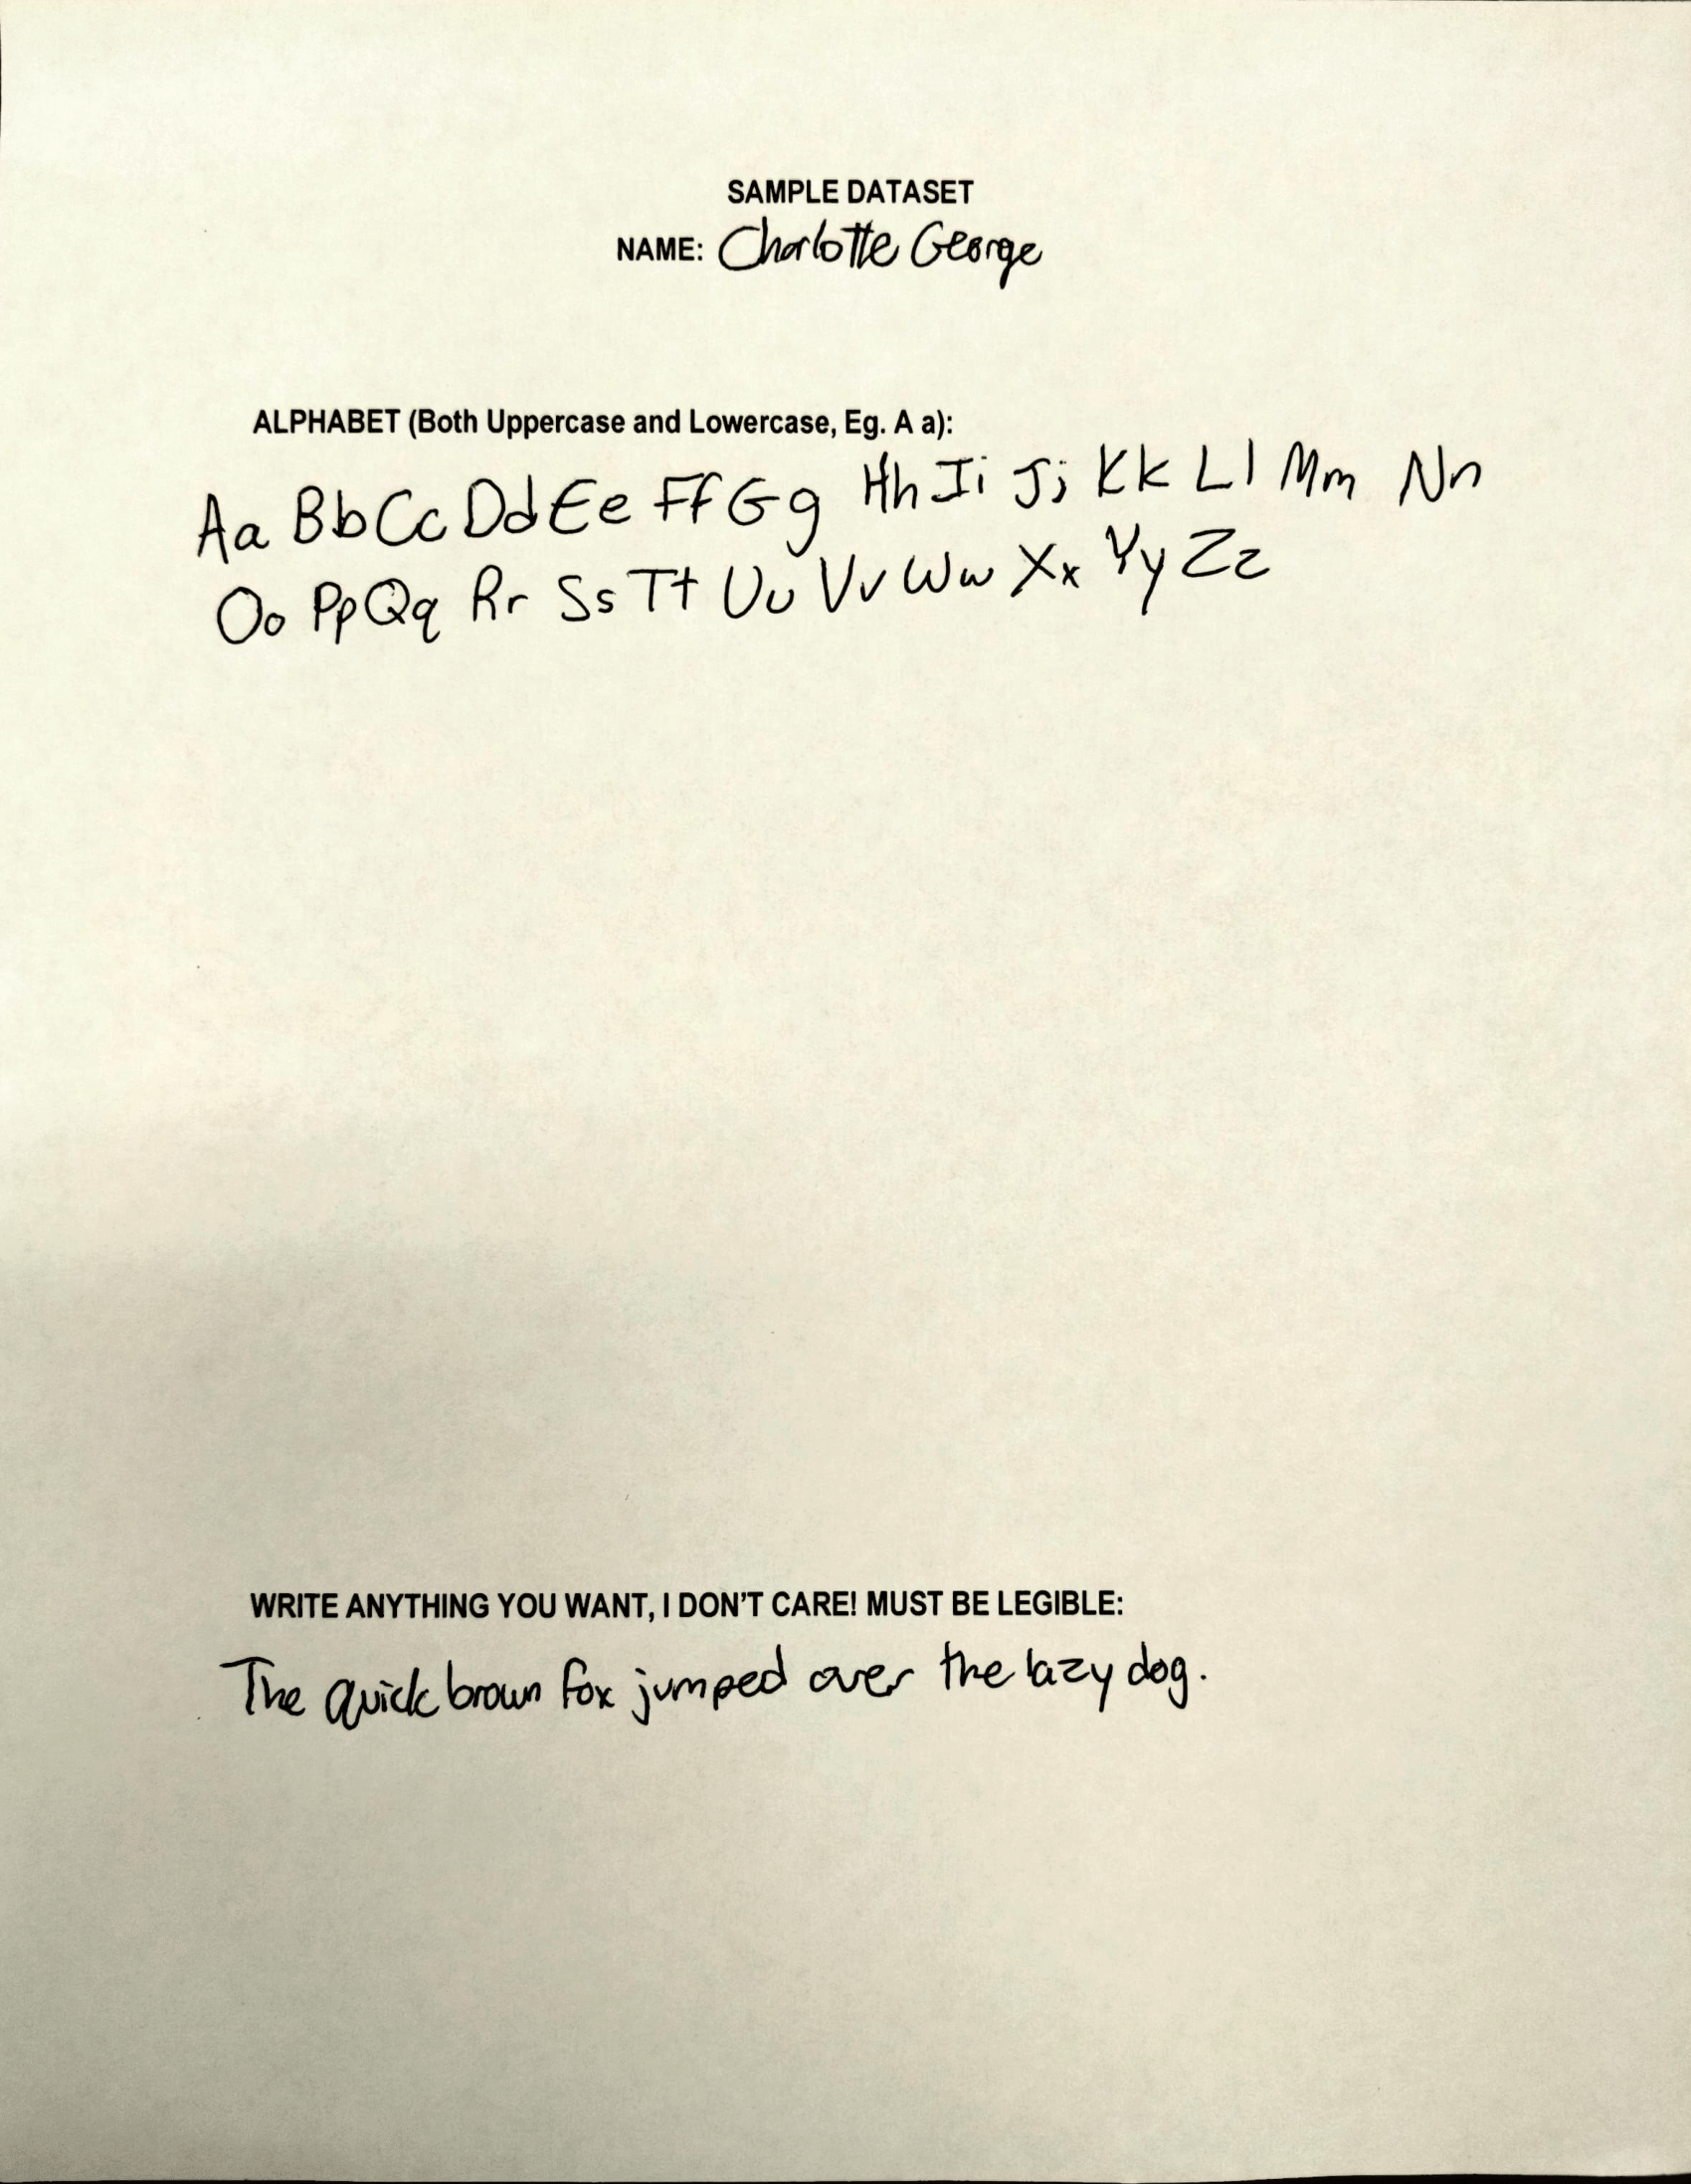 SAMPLE DATASET
NAME: Charlotte George
ALPHABET (Both Uppercase and Lowercase, Eg. A a):
Aa Bb Cc Dd Ee Ff Gg Hh Ii Jj Kk Ll Mm Nn
Oo Pp Qq Rr Ss Tt Uu Vv Ww Xx Yy Zz
WRITE ANYTHING YOU WANT, I DON'T CARE! MUST BE LEGIBLE:
The quick brown fox jumped over the lazy dog.